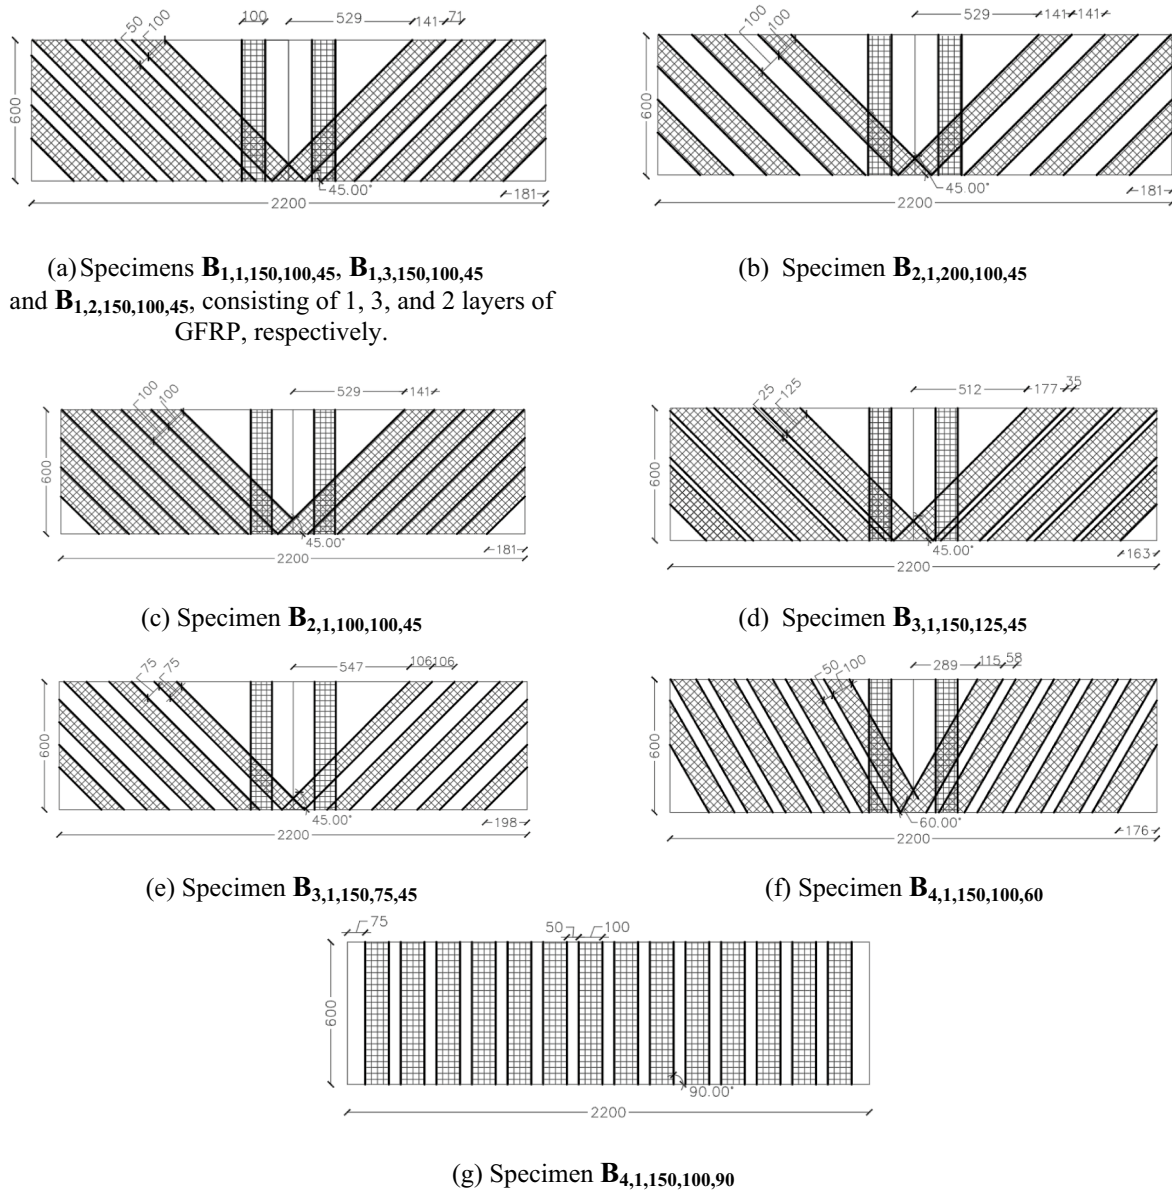 100 529 141 71
50 100
600
45.00°
181
2200
(a) Specimens B1,1,150,100,45, B1,3,150,100,45
and B1,2,150,100,45, consisting of 1, 3, and 2 layers of
GFRP, respectively.
529 141 141
100 100
600
45.00°
181
2200
(b) Specimen B2,1,200,100,45
529 141
100 100
600
45.00°
181
2200
(c) Specimen B2,1,100,100,45
512 177 35
25 125
600
45.00°
163
2200
(d) Specimen B3,1,150,125,45
547 106 106
75 75
600
45.00°
198
2200
(e) Specimen B3,1,150,75,45
289 115 58
50 100
600
60.00°
176
2200
(f) Specimen B4,1,150,100,60
75 50 100
600
90.00°
2200
(g) Specimen B4,1,150,100,90